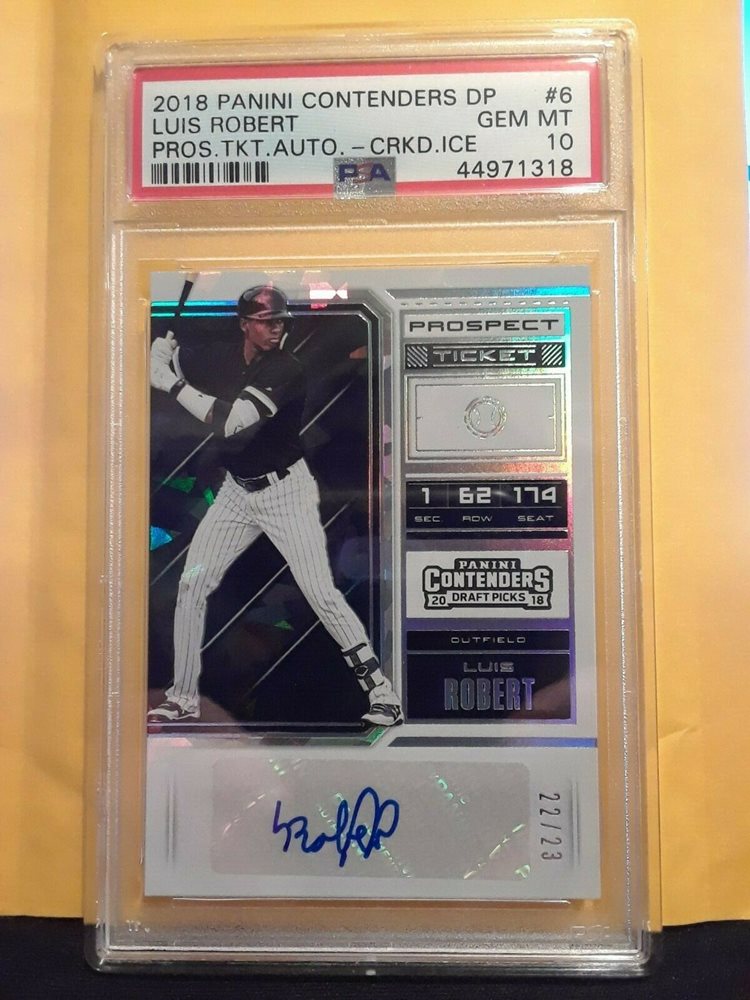 2018 PANINI CONTENDERS DP #6
LUIS ROBERT GEM MT
PROS.TKT.AUTO.-CRKD.ICE 10
PSA 44971318
PROSPECT
TICKET
1 62 174
SEC. ROW SEAT
PANINI
CONTENDERS
20 DRAFT PICKS 18
OUTFIELD
LUIS
ROBERT
22/23